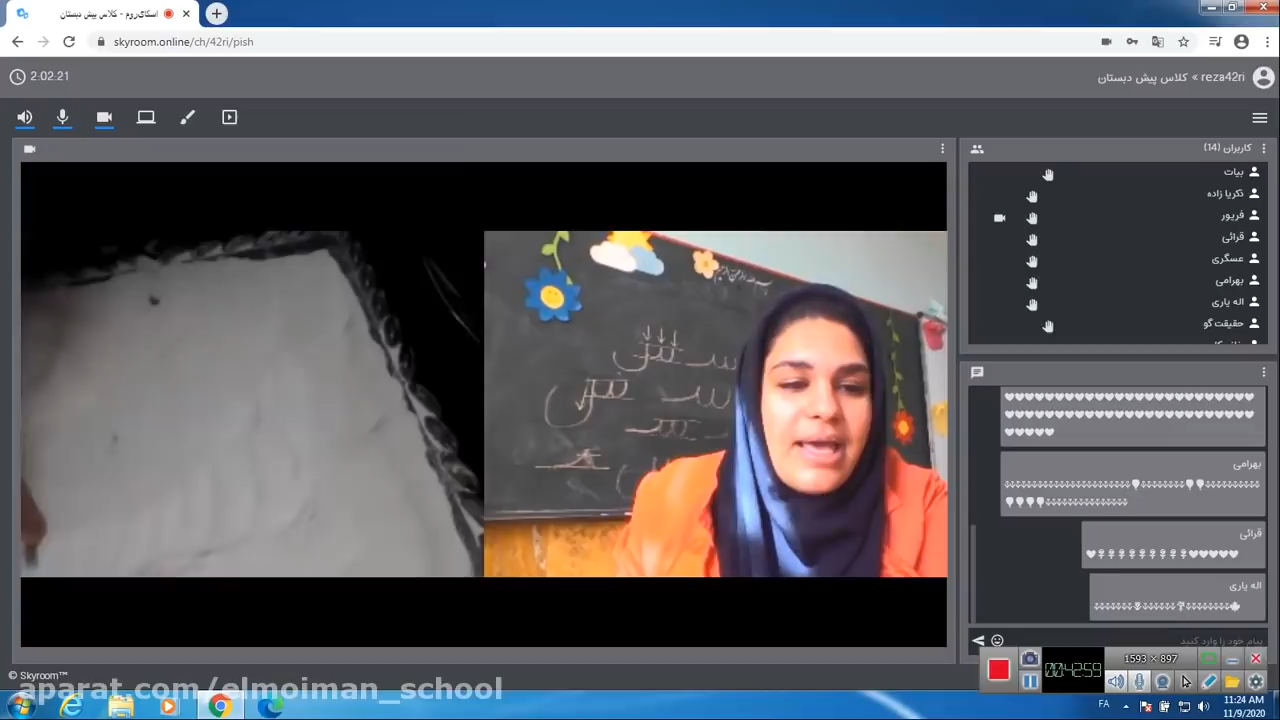 اسکای‌روم - کلاس پیش دبستان
skyroom.online/ch/42ri/pish
2:02:21
reza42ri » کلاس پیش دبستان
کاربران (14)
بیات
ذکریا زاده
فریور
قرائی
عسگری
بهرامی
اله یاری
حقیقت گو
بهرامی
قرائی
اله یاری
پیام خود را وارد کنید
© Skyroom™
aparat.com/elmoiman_school
1593 × 897
00:42:59
FA
11:24 AM
11/9/2020